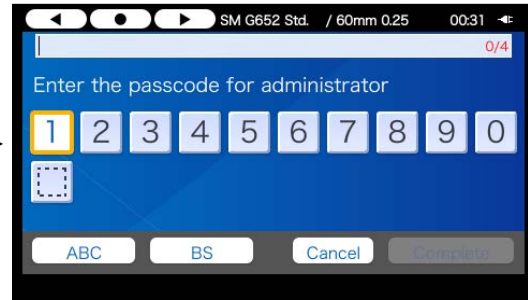 SM G652 Std. / 60mm 0.25 00:31
0/4
Enter the passcode for administrator
1 2 3 4 5 6 7 8 9 0
ABC BS Cancel Complete